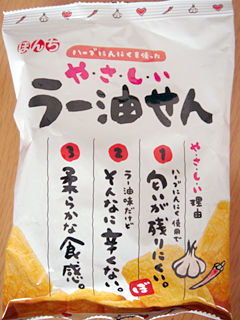 ぼんち
ハーブにんにくを使った
や・さ・し・い
ラー油せん
や・さ・し・い理由
1
ハーブにんにく使用で
匂いが残りにくい。
2
ラー油味だけど
そんなに辛くない。
3
柔らかな食感。
ぼ